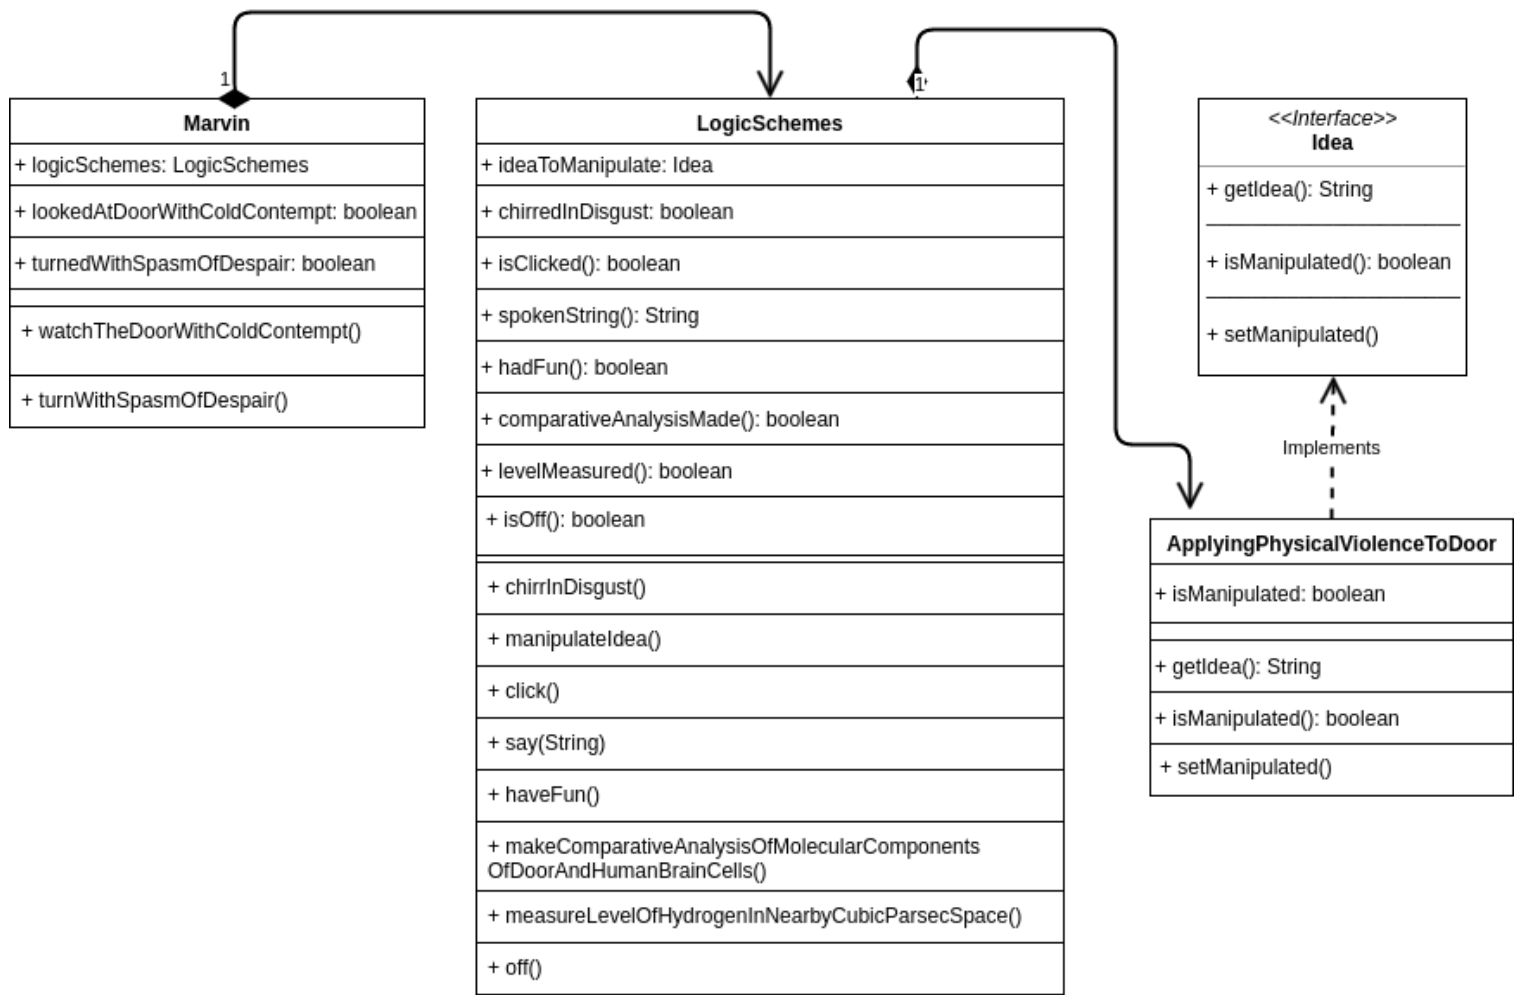 1
Marvin
+ logicSchemes: LogicSchemes
+ lookedAtDoorWithColdContempt: boolean
+ turnedWithSpasmOfDespair: boolean
+ watchTheDoorWithColdContempt()
+ turnWithSpasmOfDespair()
1
LogicSchemes
+ ideaToManipulate: Idea
+ chirredInDisgust: boolean
+ isClicked(): boolean
+ spokenString(): String
+ hadFun(): boolean
+ comparativeAnalysisMade(): boolean
+ levelMeasured(): boolean
+ isOff(): boolean
+ chirrInDisgust()
+ manipulateIdea()
+ click()
+ say(String)
+ haveFun()
+ makeComparativeAnalysisOfMolecularComponents
OfDoorAndHumanBrainCells()
+ measureLevelOfHydrogenInNearbyCubicParsecSpace()
+ off()
<<Interface>>
Idea
+ getIdea(): String
+ isManipulated(): boolean
+ setManipulated()
Implements
ApplyingPhysicalViolenceToDoor
+ isManipulated: boolean
+ getIdea(): String
+ isManipulated(): boolean
+ setManipulated()